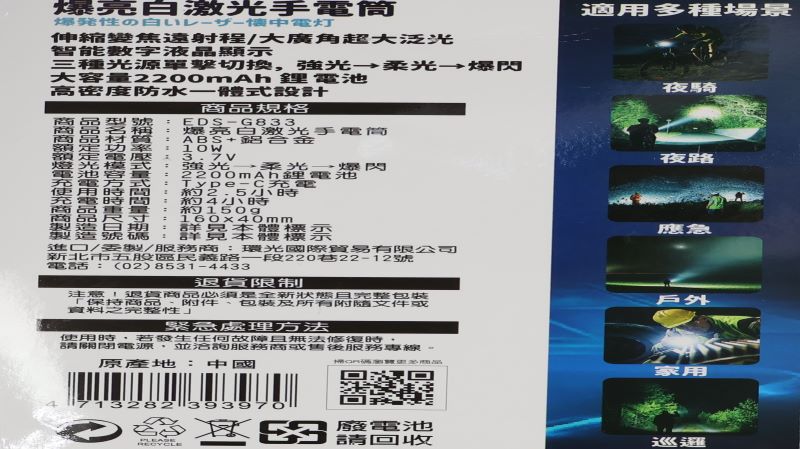 爆亮白激光手電筒
爆発性の白いレーザー懐中電灯
伸縮變焦遠射程/大廣角超大泛光
智能數字液晶顯示
三種光源單擊切換，強光→柔光→爆閃
大容量2200mAh 鋰電池
高密度防水一體式設計
商品規格
商品型號：EDS-G833
商品名稱：爆亮白激光手電筒
商品材質：ABS+鋁合金
額定功率：10W
額定電壓：3.7V
燈光模式：強光→柔光→爆閃
電池容量：2200mAh鋰電池
充電方式：Type-C充電
使用時間：約2.5小時
充電時間：約4小時
商品重量：約150g
商品尺寸：160×40mm
製造日期：詳見本體標示
製造號碼：詳見本體標示
進口/委製/服務商：環光國際貿易有限公司
新北市五股區民義路一段220巷22-12號
電話：(02)8531-4433
退貨限制
注意！退貨商品必須是全新狀態且完整包裝
「保持商品、附件、包裝及所有附隨文件或
資料之完整性」
緊急處理方法
使用時，若發生任何故障且無法修復時，
請關閉電源，並洽詢服務商或售後服務專線。
原產地：中國
掃QR碼瀏覽更多商品
4 713282 393970
PLEASE
RECYCLE
廢電池
請回收
適用多種場景
夜騎
夜路
應急
戶外
家用
巡邏